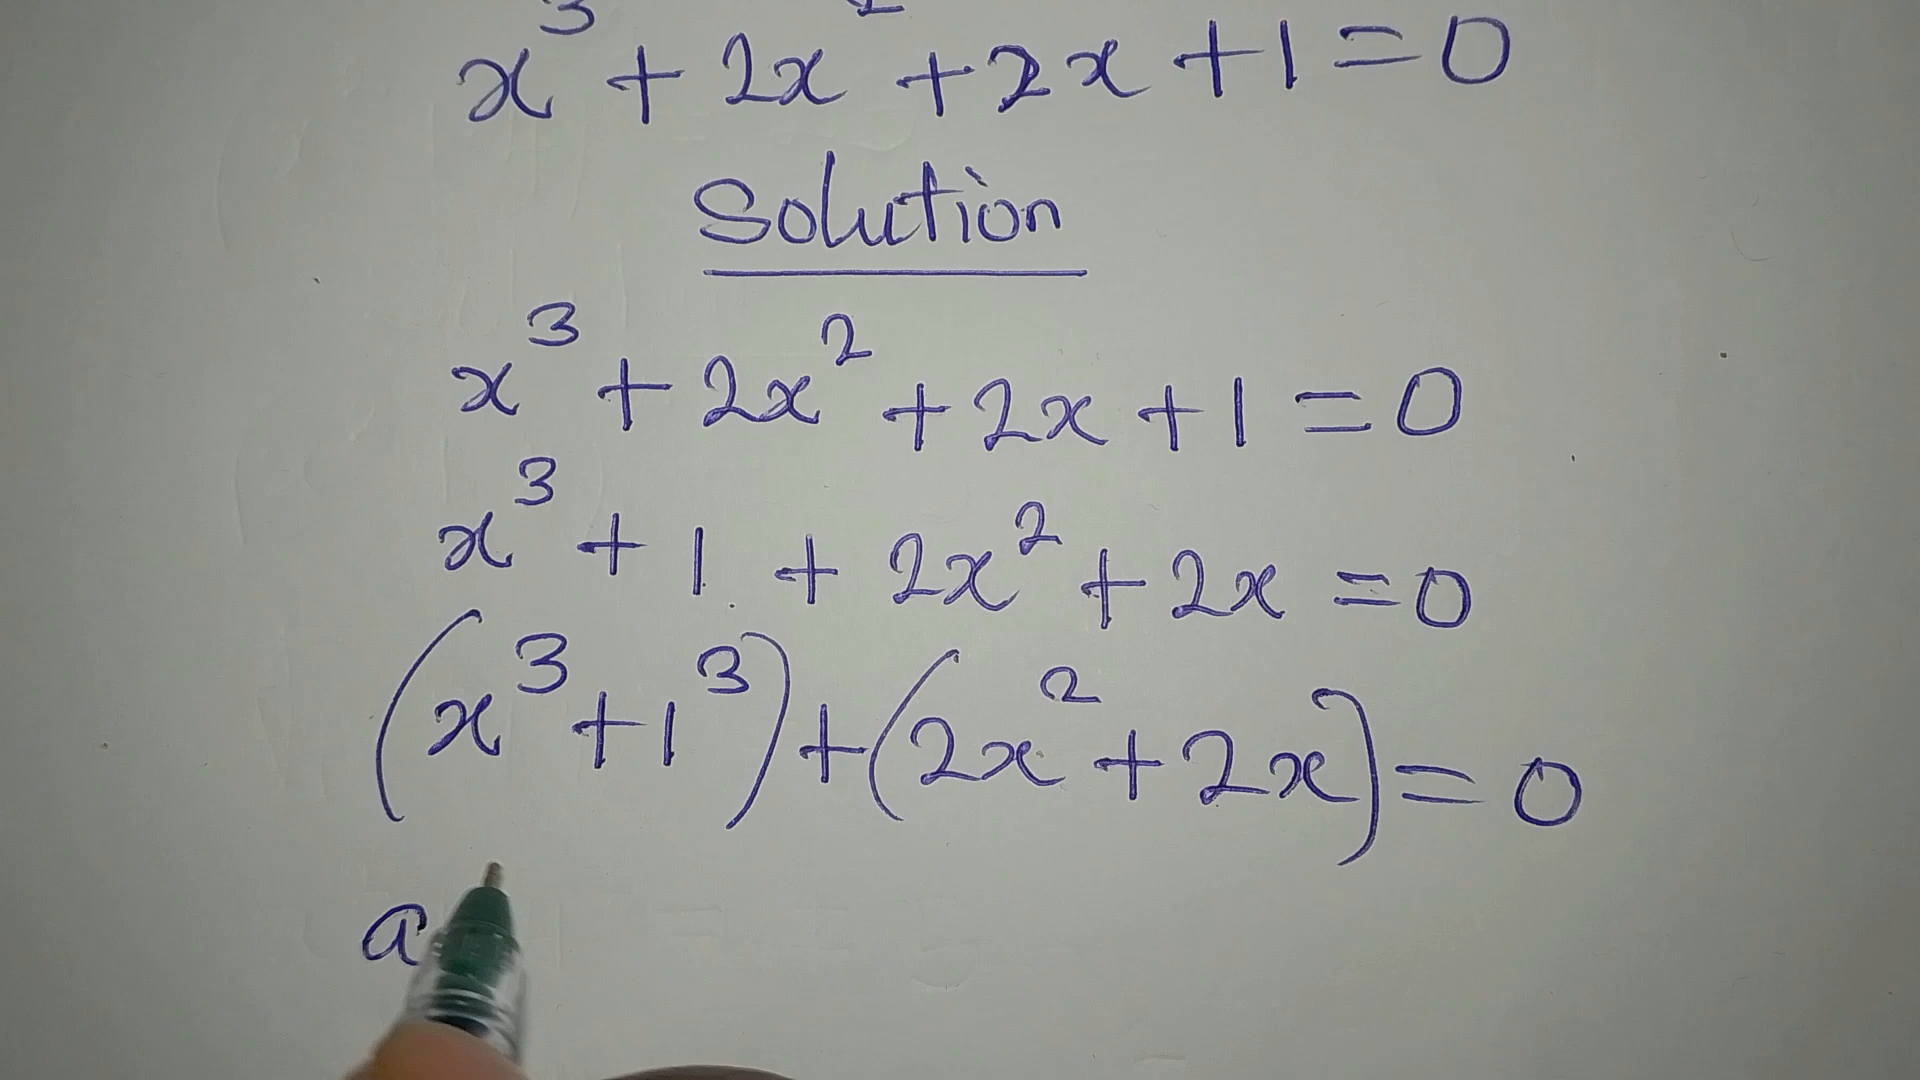 x³ + 2x² + 2x + 1 = 0
Solution
x³ + 2x² + 2x + 1 = 0
x³ + 1 + 2x² + 2x = 0
(x³ + 1³) + (2x² + 2x) = 0
a